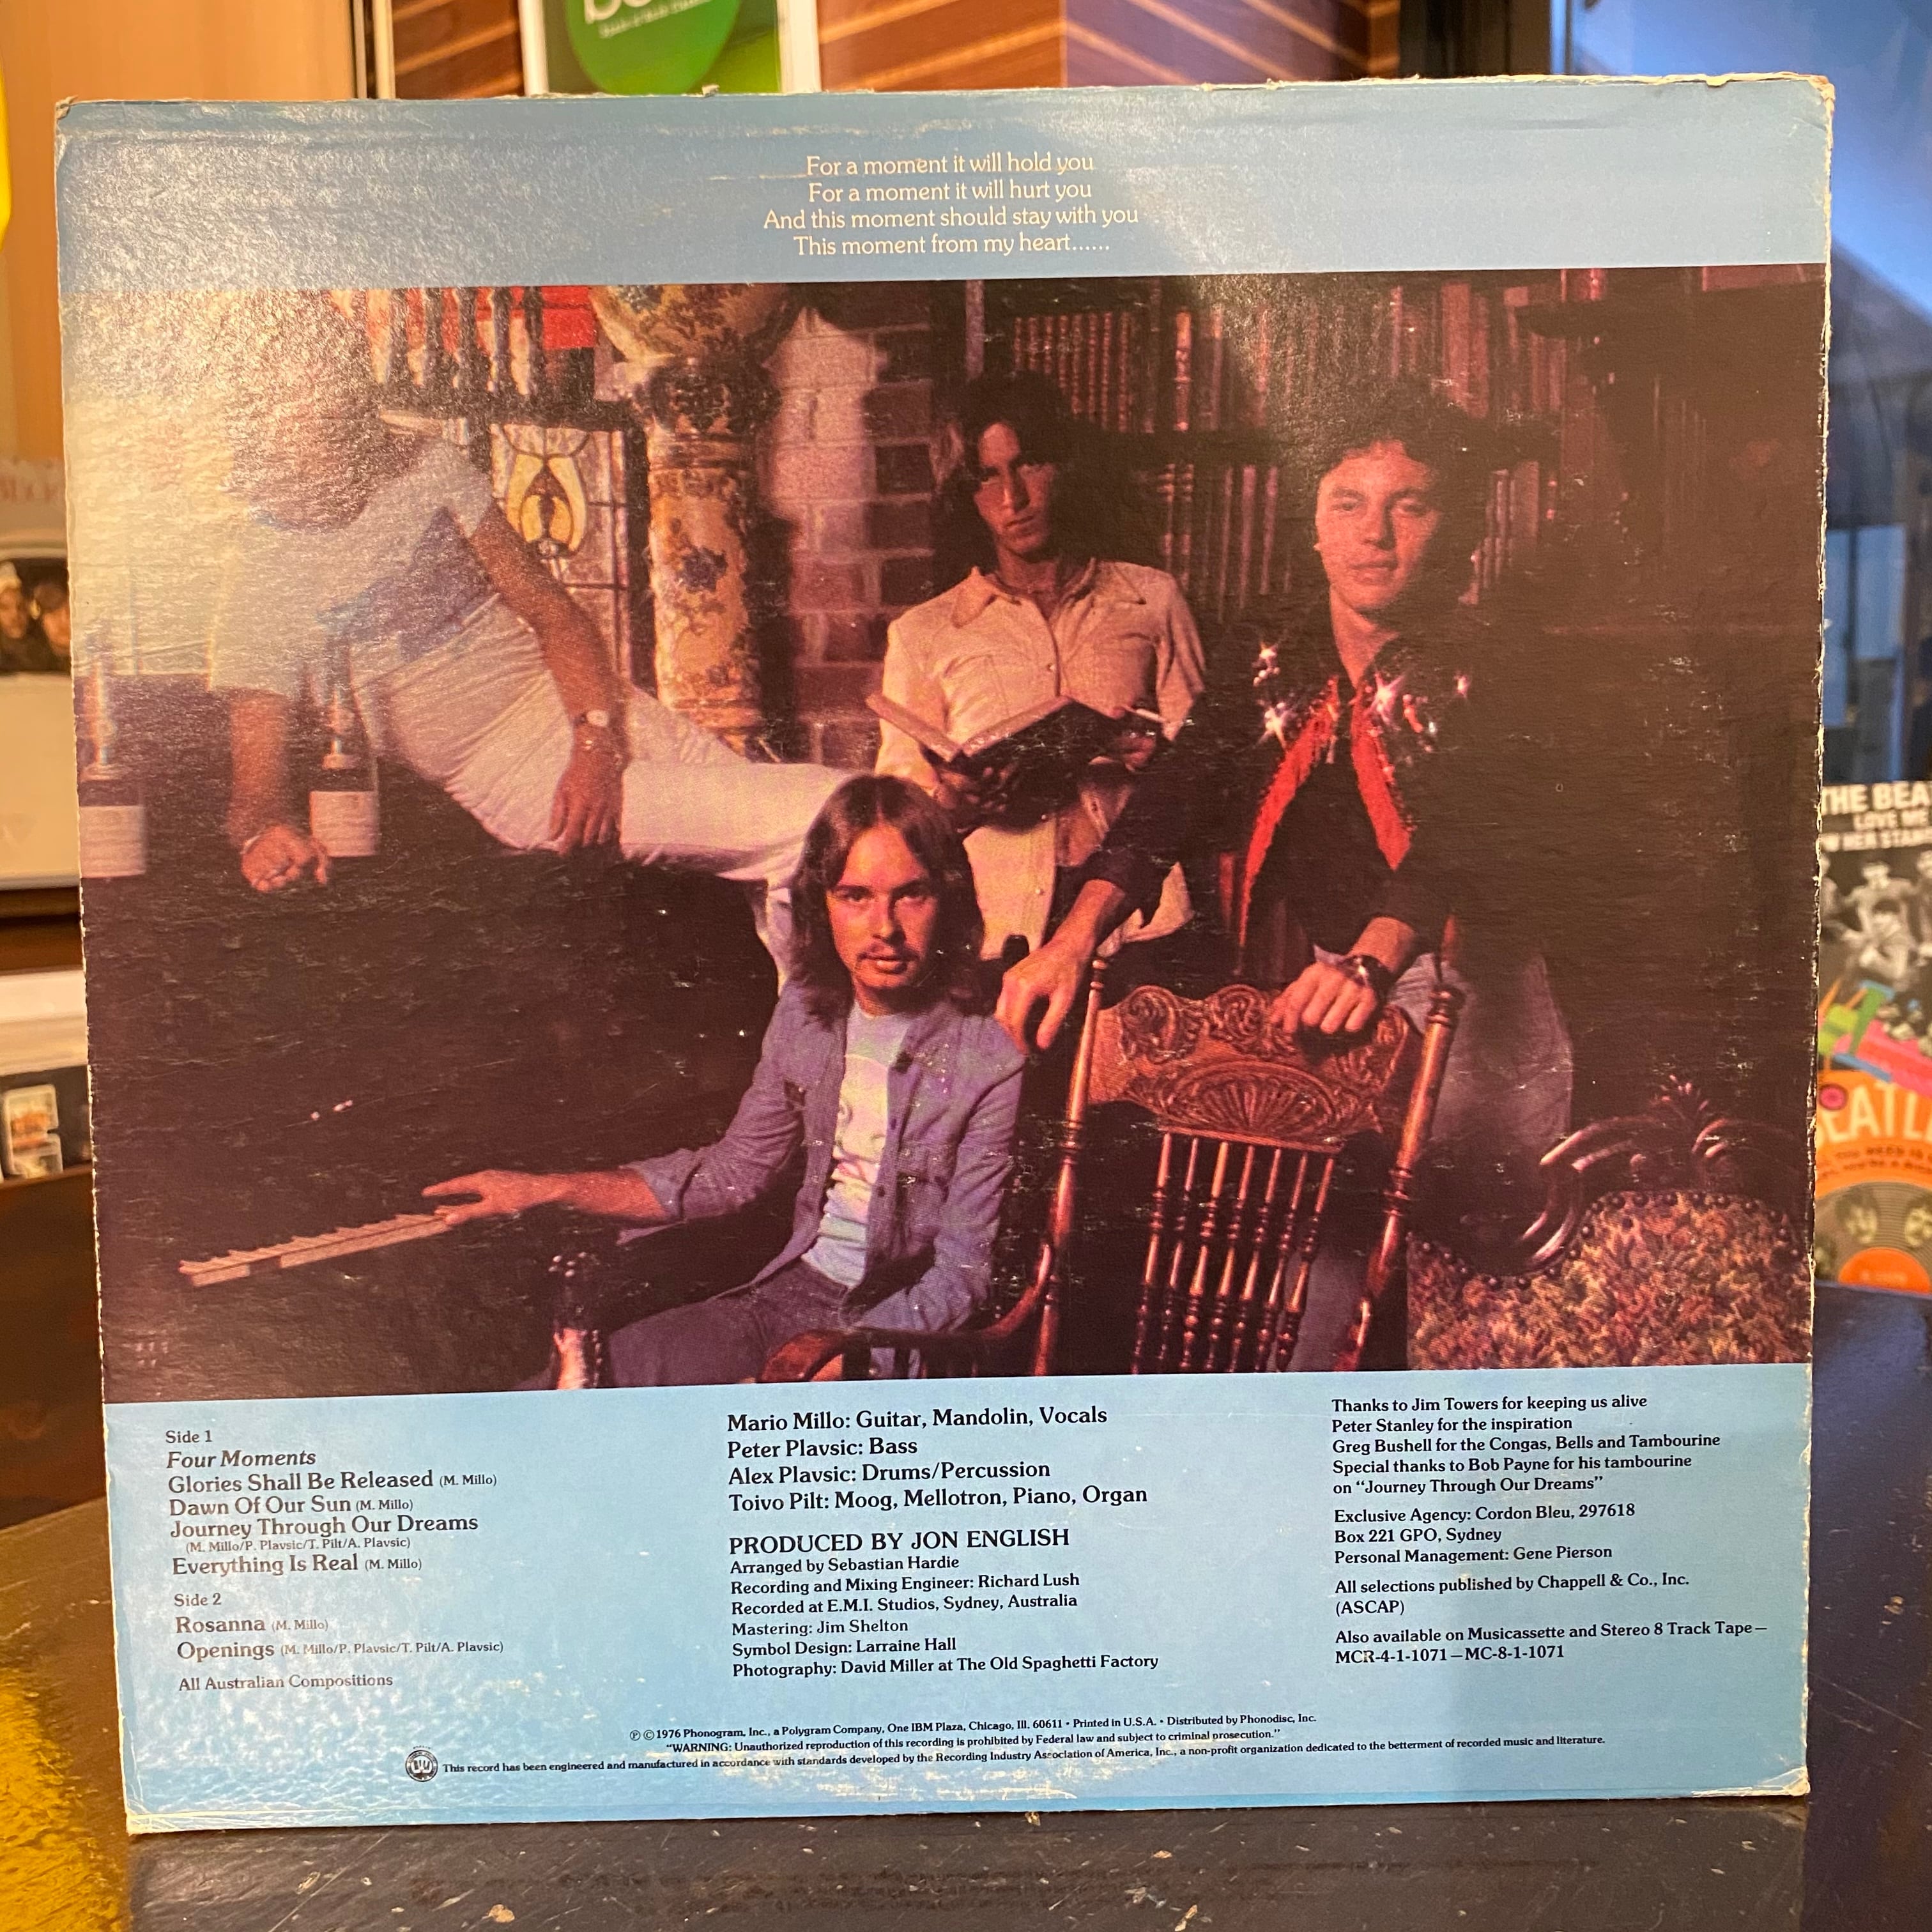 For a moment it will hold you
For a moment it will hurt you
And this moment should stay with you
This moment from my heart......
Side 1
Four Moments
Glories Shall Be Released (M. Millo)
Dawn Of Our Sun (M. Millo)
Journey Through Our Dreams
(M. Millo/P. Plavsic/T. Pilt/A. Plavsic)
Everything Is Real (M. Millo)
Side 2
Rosanna (M. Millo)
Openings (M. Millo/P. Plavsic/T. Pilt/A. Plavsic)
All Australian Compositions
Mario Millo: Guitar, Mandolin, Vocals
Peter Plavsic: Bass
Alex Plavsic: Drums/Percussion
Toivo Pilt: Moog, Mellotron, Piano, Organ
PRODUCED BY JON ENGLISH
Arranged by Sebastian Hardie
Recording and Mixing Engineer: Richard Lush
Recorded at E.M.I. Studios, Sydney, Australia
Mastering: Jim Shelton
Symbol Design: Larraine Hall
Photography: David Miller at The Old Spaghetti Factory
Thanks to Jim Towers for keeping us alive
Peter Stanley for the inspiration
Greg Bushell for the Congas, Bells and Tambourine
Special thanks to Bob Payne for his tambourine
on “Journey Through Our Dreams”
Exclusive Agency: Cordon Bleu, 297618
Box 221 GPO, Sydney
Personal Management: Gene Pierson
All selections published by Chappell & Co., Inc.
(ASCAP)
Also available on Musicassette and Stereo 8 Track Tape—
MCR-4-1-1071—MC-8-1-1071
℗ © 1976 Phonogram, Inc., a Polygram Company, One IBM Plaza, Chicago, Ill. 60611 • Printed in U.S.A. • Distributed by Phonodisc, Inc.
“WARNING: Unauthorized reproduction of this recording is prohibited by Federal law and subject to criminal prosecution.”
This record has been engineered and manufactured in accordance with standards developed by the Recording Industry Association of America, Inc., a non-profit organization dedicated to the betterment of recorded music and literature.
THE BEA
LOVE ME
EATL